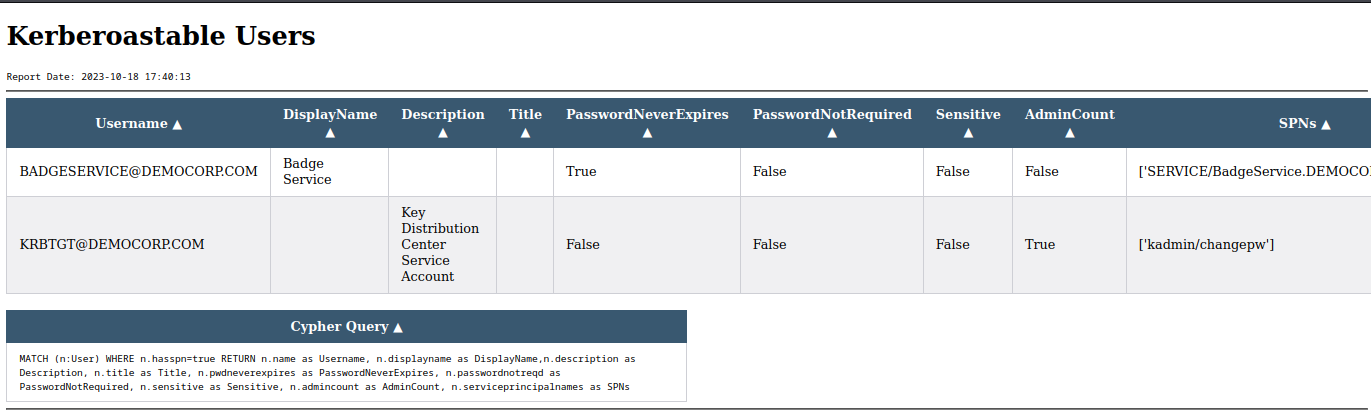 Kerberoastable Users
Report Date: 2023-10-18 17:40:13
Username ▲ DisplayName ▲ Description ▲ Title ▲ PasswordNeverExpires ▲ PasswordNotRequired ▲ Sensitive ▲ AdminCount ▲ SPNs ▲
BADGESERVICE@DEMOCORP.COM Badge Service True False False False ['SERVICE/BadgeService.DEMOCO
KRBTGT@DEMOCORP.COM Key Distribution Center Service Account False False False True ['kadmin/changepw']
Cypher Query ▲
MATCH (n:User) WHERE n.hasspn=true RETURN n.name as Username, n.displayname as DisplayName,n.description as
Description, n.title as Title, n.pwdneverexpires as PasswordNeverExpires, n.passwordnotreqd as
PasswordNotRequired, n.sensitive as Sensitive, n.admincount as AdminCount, n.serviceprincipalnames as SPNs